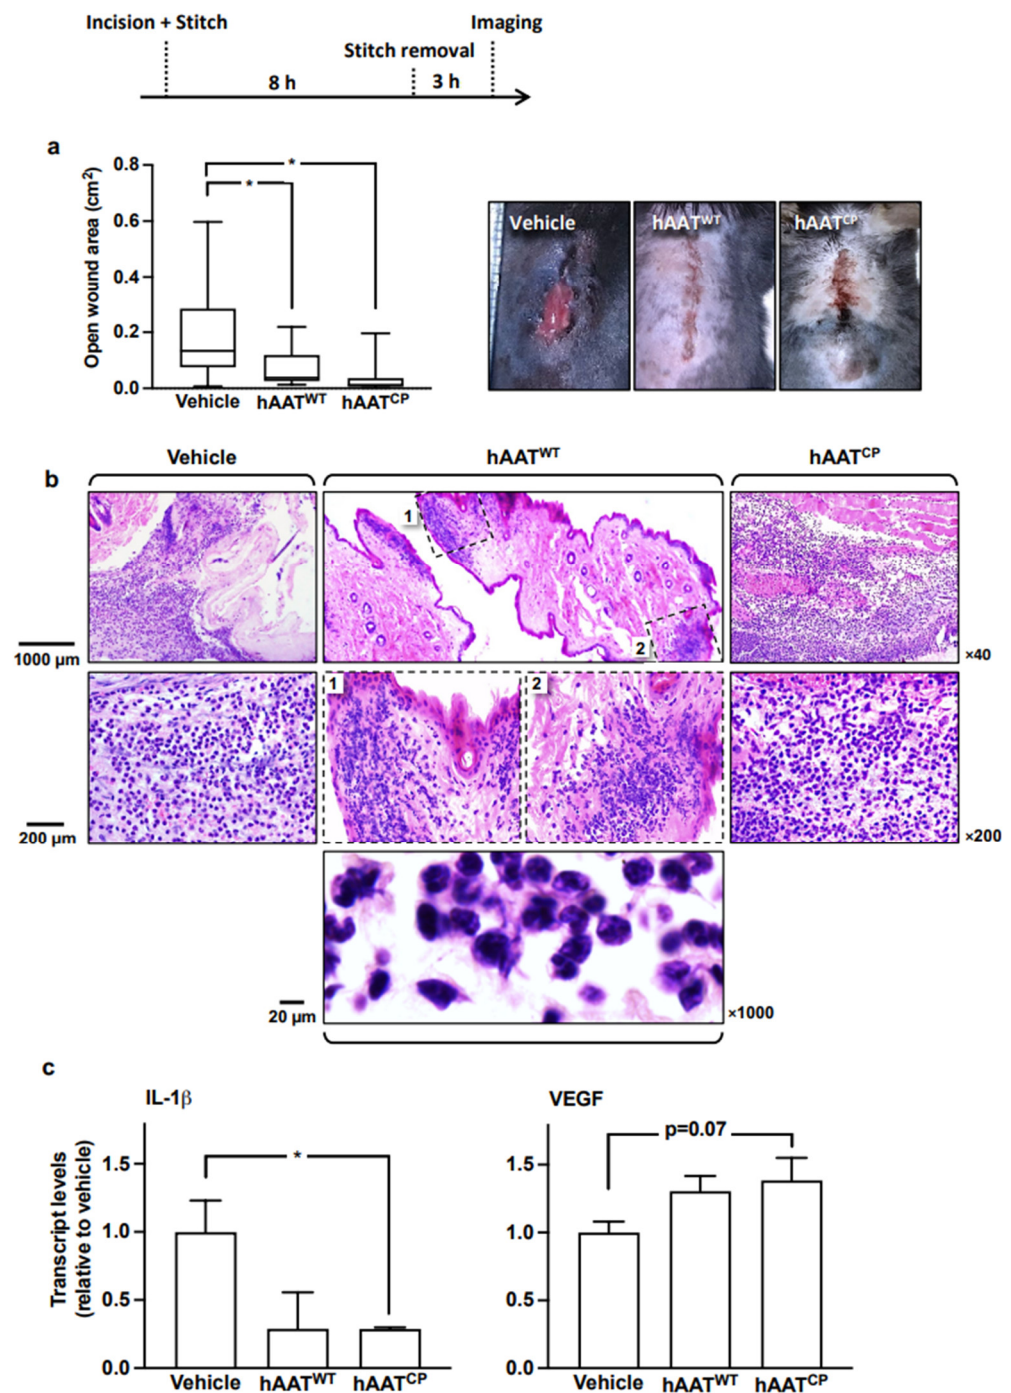 Incision + Stitch
Imaging
Stitch removal
8 h
3 h
a
Open wound area (cm²)
0.8
0.6
0.4
0.2
0.0
*
*
Vehicle
hAATᵂᵀ
hAATᶜᴾ
Vehicle
hAATᵂᵀ
hAATᶜᴾ
b
Vehicle
hAATᵂᵀ
hAATᶜᴾ
1
2
1000 µm
×40
1
2
200 µm
×200
20 µm
×1000
c
IL-1β
Transcript levels
(relative to vehicle)
1.5
1.0
0.5
0.0
*
Vehicle
hAATᵂᵀ
hAATᶜᴾ
VEGF
p=0.07
1.5
1.0
0.5
0.0
Vehicle
hAATᵂᵀ
hAATᶜᴾ